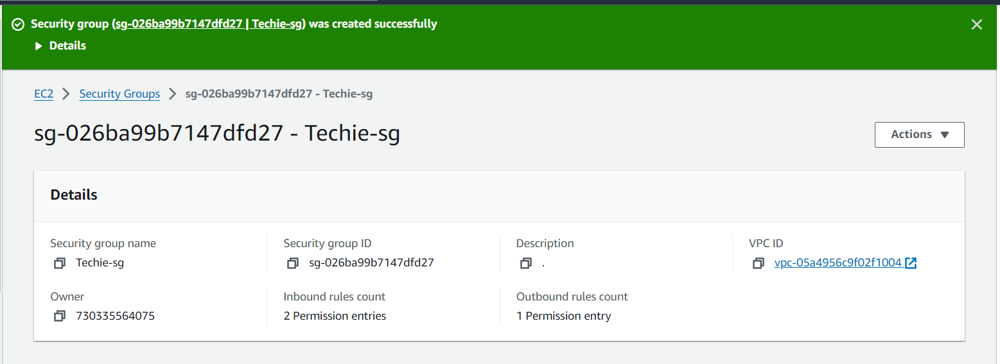 Security group (sg-026ba99b7147dfd27 | Techie-sg) was created successfully
Details
EC2 Security Groups sg-026ba99b7147dfd27 - Techie-sg
sg-026ba99b7147dfd27 - Techie-sg
Actions
Details
Security group name Security group ID Description VPC ID
Techie-sg sg-026ba99b7147dfd27 . vpc-05a4956c9f02f1004
Owner Inbound rules count Outbound rules count
730335564075 2 Permission entries 1 Permission entry